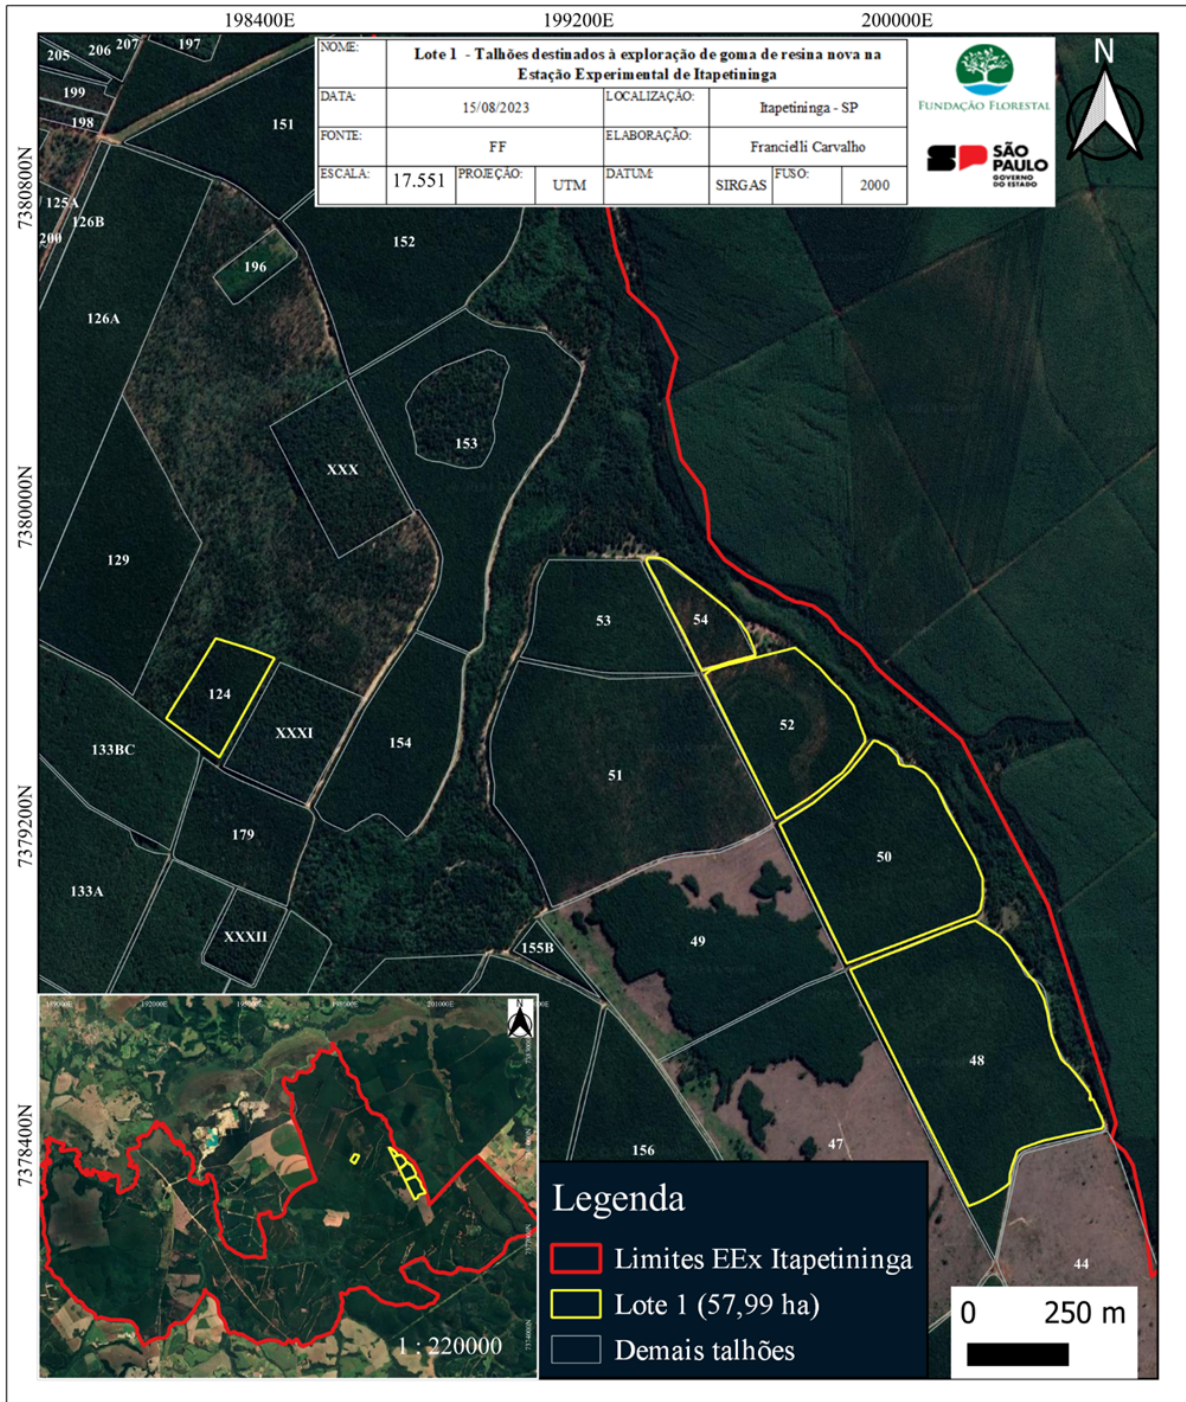 198400E 199200E 200000E
7380800N
7380000N
7379200N
7378400N
NOME: Lote 1 - Talhões destinados à exploração de goma de resina nova na
Estação Experimental de Itapetininga
DATA: 15/08/2023 LOCALIZAÇÃO: Itapetininga - SP
FONTE: FF ELABORAÇÃO: Francielli Carvalho
ESCALA: 17.551 PROJEÇÃO: UTM DATUM: SIRGAS FUSO: 2000
FUNDAÇÃO FLORESTAL
SP SÃO
PAULO
GOVERNO
DO ESTADO
N
205 206 207 197
199
198
151
125A
126B
200
152
196
126A
153
XXX
129
53
54
124
52
XXXI
133BC
154
51
179
50
133A
XXXII
49
155B
48
47
156
44
N
1 : 220000
Legenda
Limites EEx Itapetininga
Lote 1 (57,99 ha)
Demais talhões
0 250 m